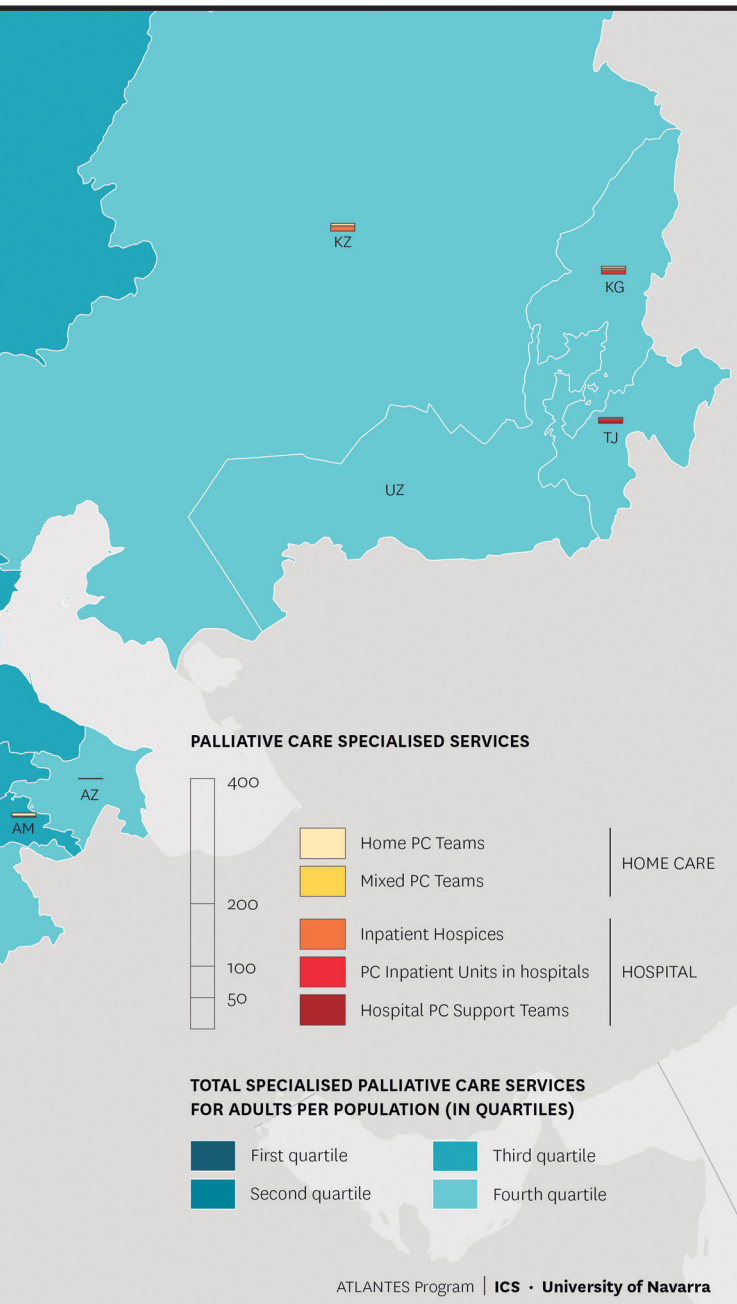 KZ
KG
TJ
UZ
AZ
AM
PALLIATIVE CARE SPECIALISED SERVICES
400
200
100
50
Home PC Teams
Mixed PC Teams
HOME CARE
Inpatient Hospices
PC Inpatient Units in hospitals
Hospital PC Support Teams
HOSPITAL
TOTAL SPECIALISED PALLIATIVE CARE SERVICES
FOR ADULTS PER POPULATION (IN QUARTILES)
First quartile
Second quartile
Third quartile
Fourth quartile
ATLANTES Program | ICS · University of Navarra